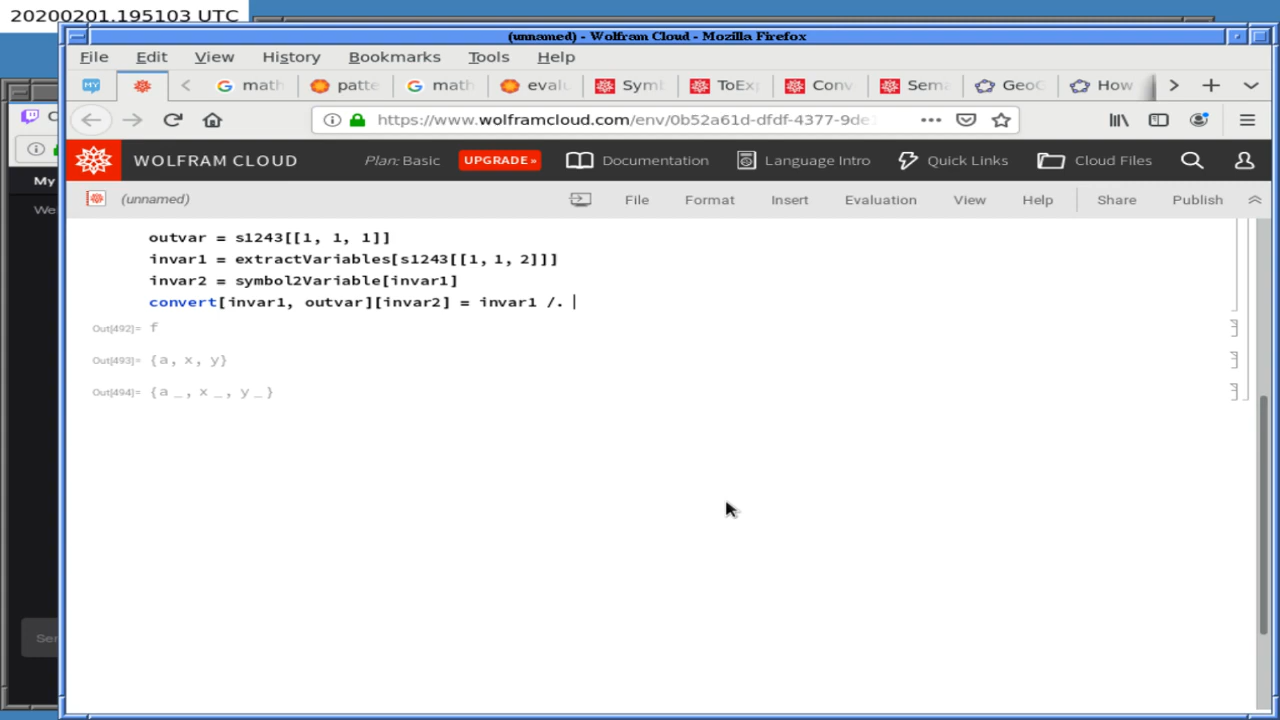 20200201.195103 UTC
(unnamed) - Wolfram Cloud - Mozilla Firefox
File Edit View History Bookmarks Tools Help
MY math patte math evalu Symb ToEx Conv Sema GeoG How
https://www.wolframcloud.com/env/0b52a61d-dfdf-4377-9de
WOLFRAM CLOUD Plan: Basic UPGRADE » Documentation Language Intro Quick Links Cloud Files
My
(unnamed) File Format Insert Evaluation View Help Share Publish
outvar = s1243[[1, 1, 1]]
invar1 = extractVariables[s1243[[1, 1, 2]]]
invar2 = symbol2Variable[invar1]
convert[invar1, outvar][invar2] = invar1 /.
Out[492]= f
Out[493]= {a, x, y}
Out[494]= {a_, x_, y_}